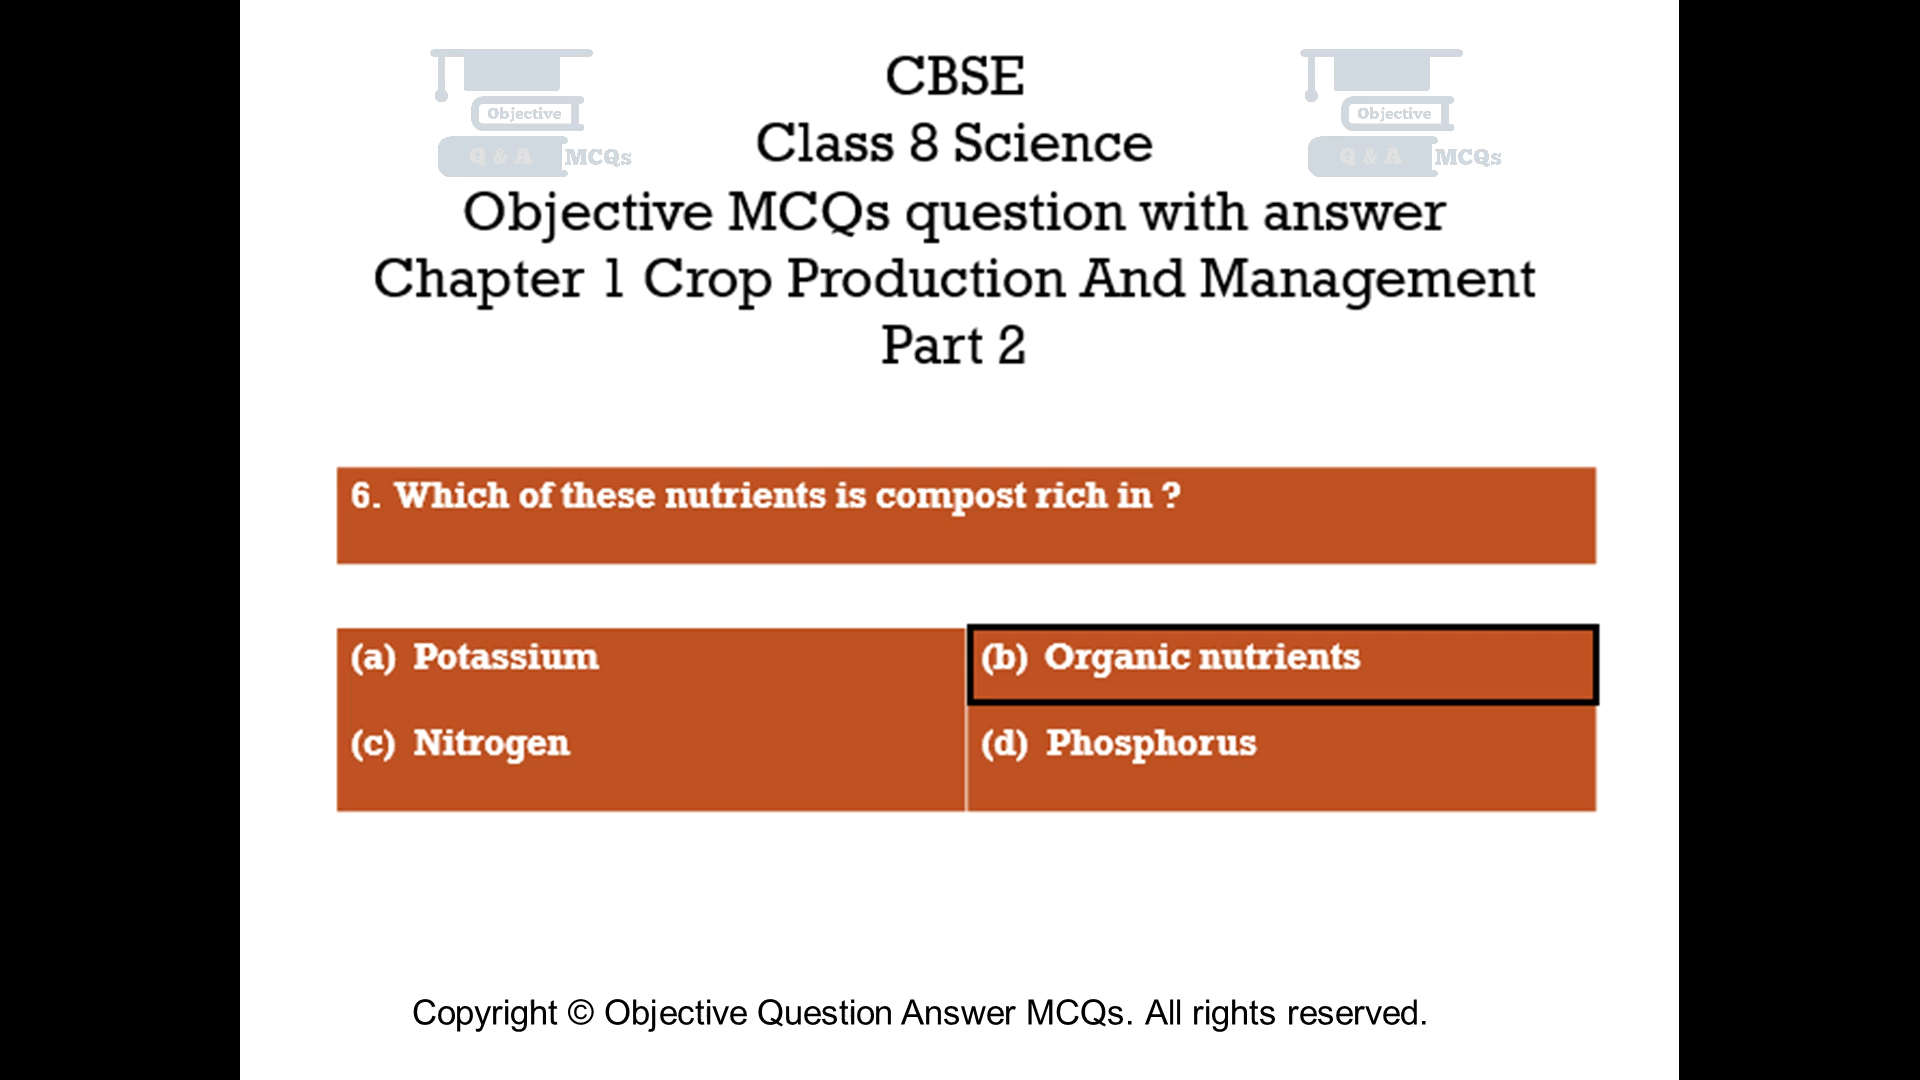 CBSE
Class 8 Science
Objective MCQs question with answer
Chapter 1 Crop Production And Management
Part 2
Objective
Q & A MCQs
Objective
Q & A MCQs
6. Which of these nutrients is compost rich in ?
(a) Potassium
(b) Organic nutrients
(c) Nitrogen
(d) Phosphorus
Copyright © Objective Question Answer MCQs. All rights reserved.